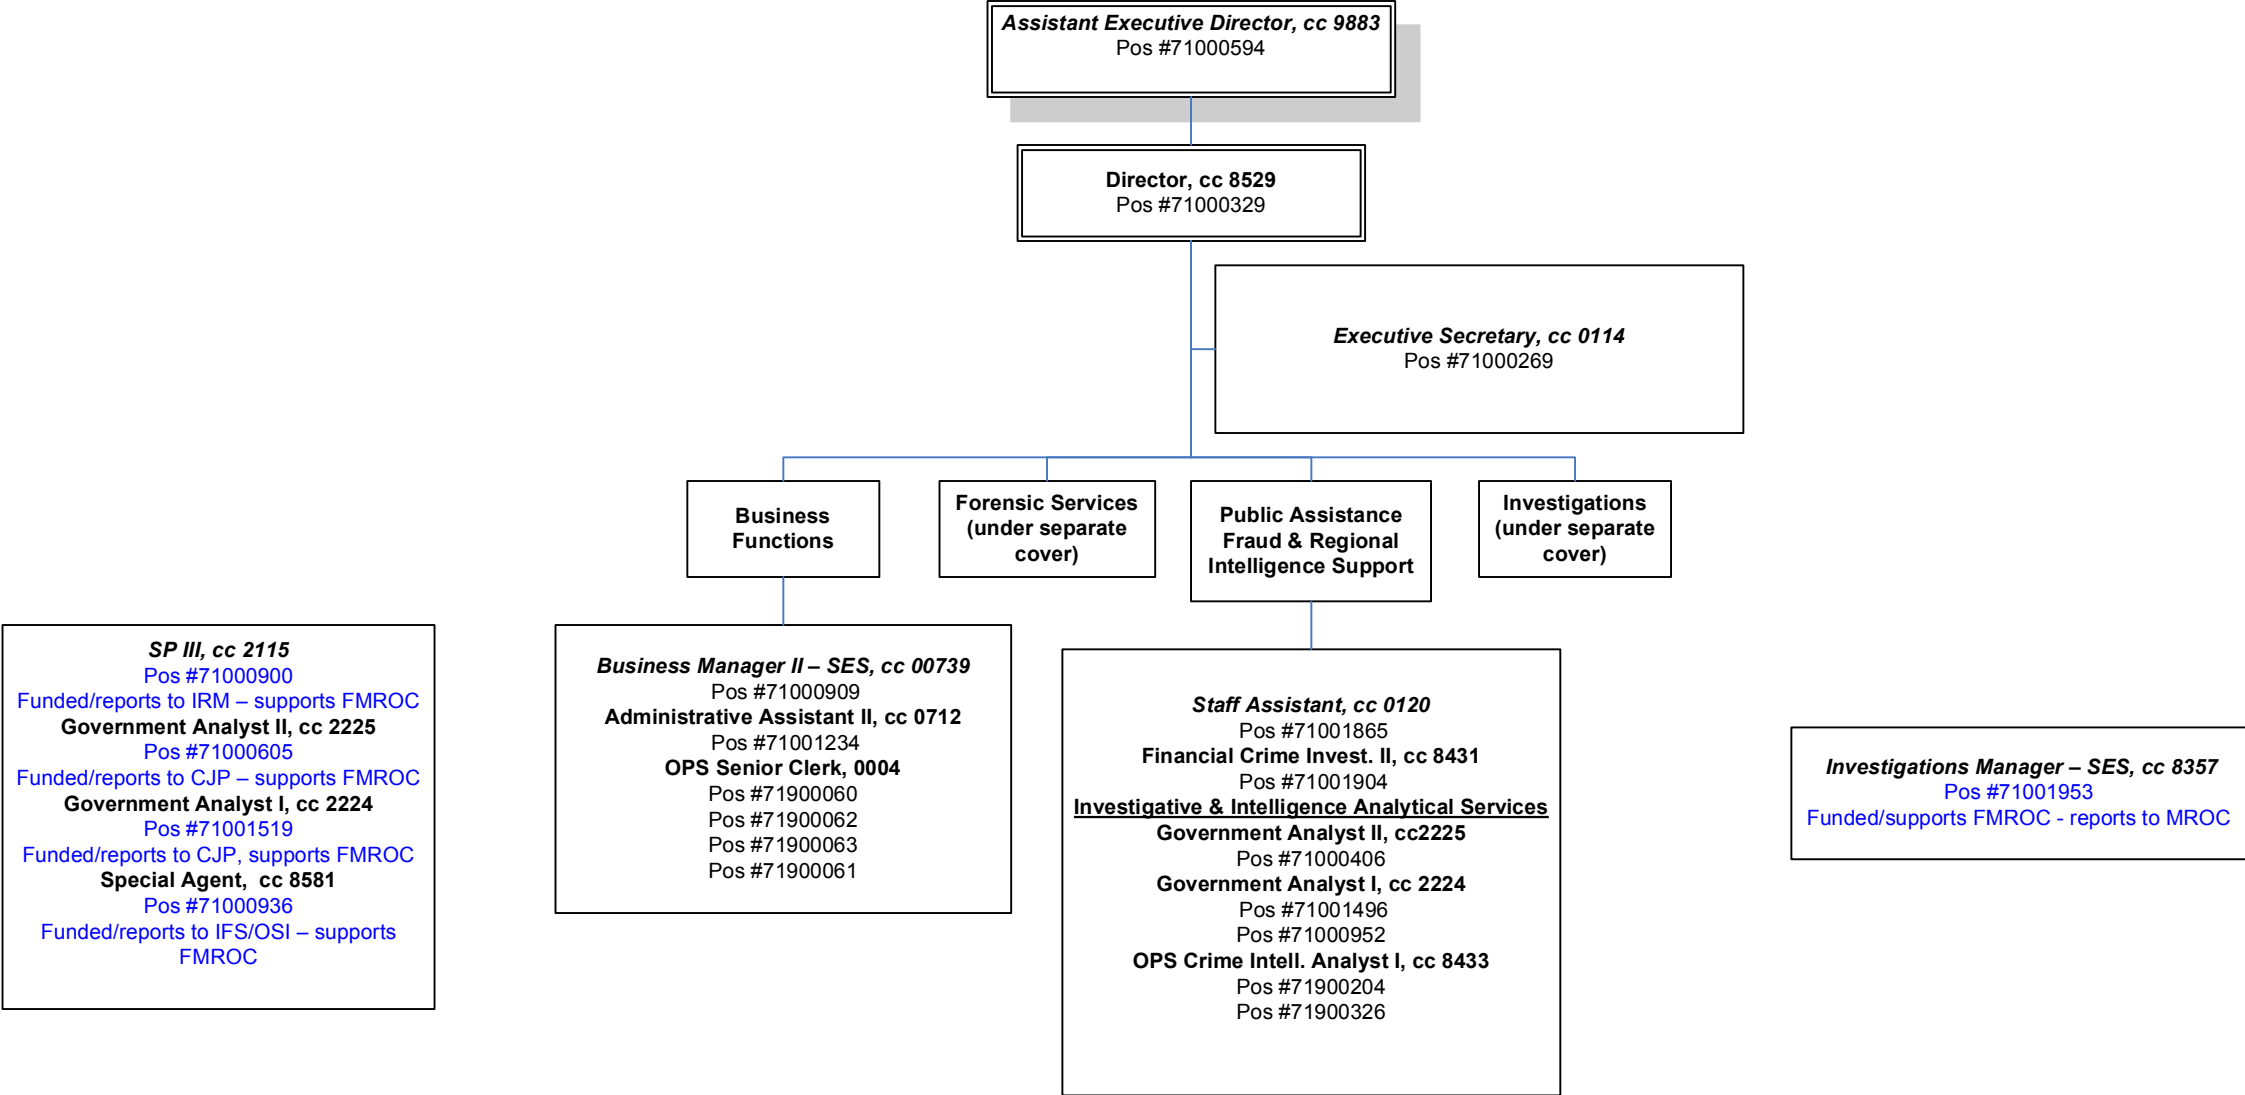 Assistant Executive Director, cc 9883
Pos #71000594
Director, cc 8529
Pos #71000329
Executive Secretary, cc 0114
Pos #71000269
Business
Functions
Forensic Services
(under separate
cover)
Public Assistance
Fraud & Regional
Intelligence Support
Investigations
(under separate
cover)
SP III, cc 2115
Pos #71000900
Funded/reports to IRM – supports FMROC
Government Analyst II, cc 2225
Pos #71000605
Funded/reports to CJP – supports FMROC
Government Analyst I, cc 2224
Pos #71001519
Funded/reports to CJP, supports FMROC
Special Agent,  cc 8581
Pos #71000936
Funded/reports to IFS/OSI – supports
FMROC
Business Manager II – SES, cc 00739
Pos #71000909
Administrative Assistant II, cc 0712
Pos #71001234
OPS Senior Clerk, 0004
Pos #71900060
Pos #71900062
Pos #71900063
Pos #71900061
Staff Assistant, cc 0120
Pos #71001865
Financial Crime Invest. II, cc 8431
Pos #71001904
Investigative & Intelligence Analytical Services
Government Analyst II, cc2225
Pos #71000406
Government Analyst I, cc 2224
Pos #71001496
Pos #71000952
OPS Crime Intell. Analyst I, cc 8433
Pos #71900204
Pos #71900326
Investigations Manager – SES, cc 8357
Pos #71001953
Funded/supports FMROC - reports to MROC